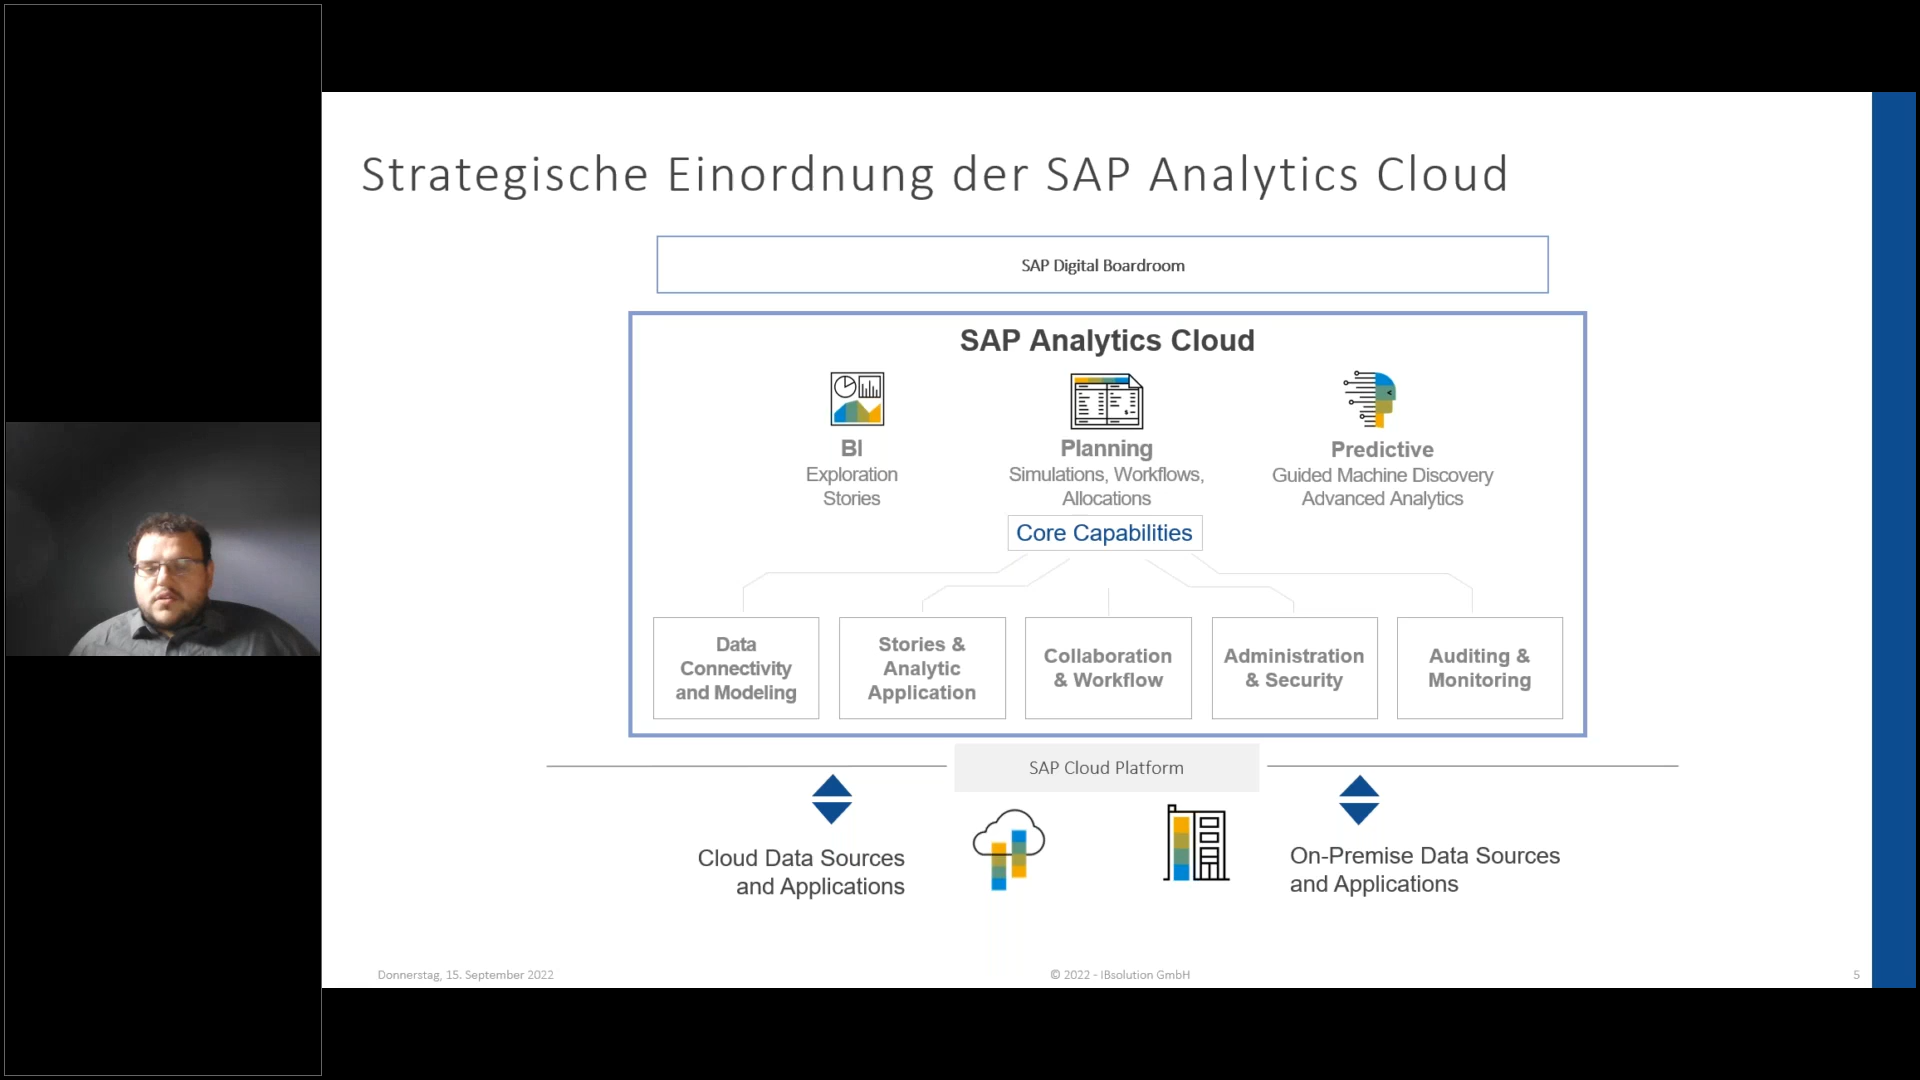 Strategische Einordnung der SAP Analytics Cloud
SAP Digital Boardroom
SAP Analytics Cloud
BI
Exploration
Stories
Planning
Simulations, Workflows,
Allocations
Predictive
Guided Machine Discovery
Advanced Analytics
Core Capabilities
Data
Connectivity
and Modeling
Stories &
Analytic
Application
Collaboration
& Workflow
Administration
& Security
Auditing &
Monitoring
SAP Cloud Platform
Cloud Data Sources
and Applications
On-Premise Data Sources
and Applications
Donnerstag, 15. September 2022
© 2022 - IBsolution GmbH
5